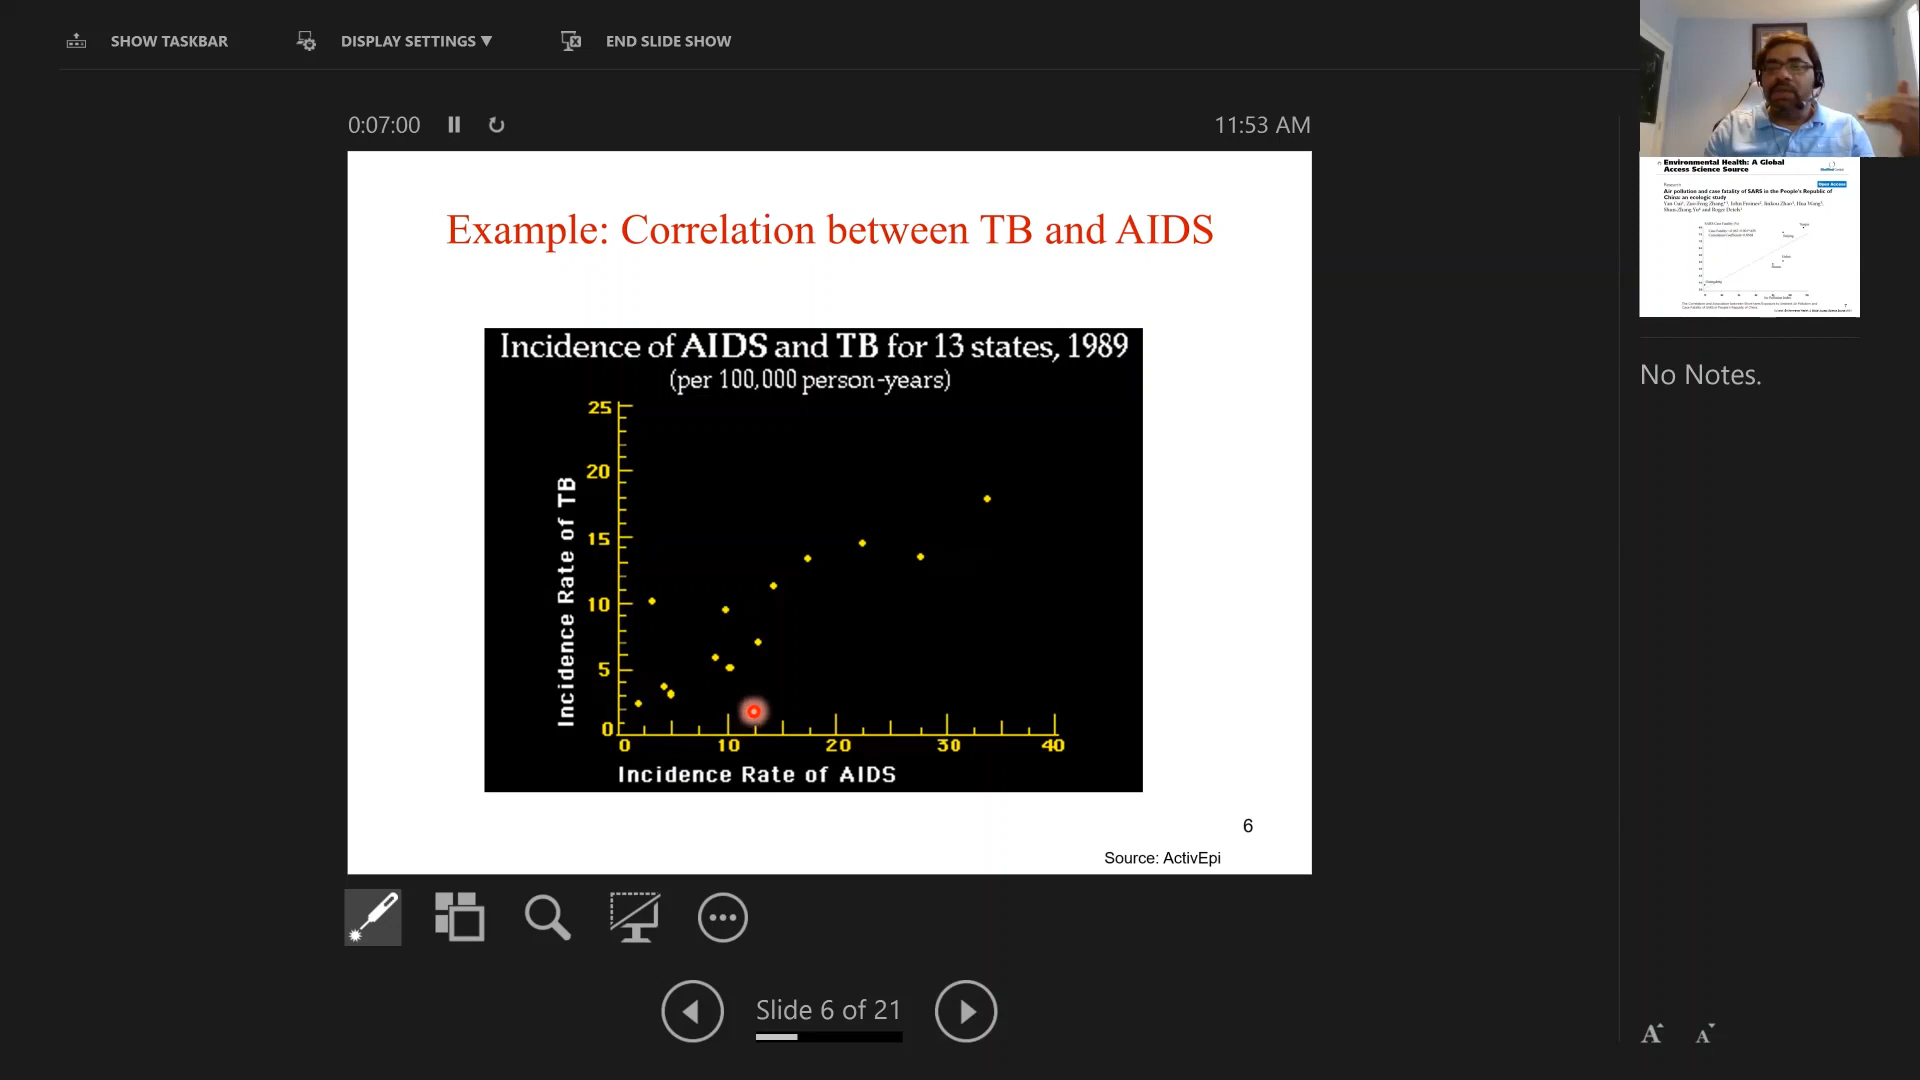 SHOW TASKBAR
DISPLAY SETTINGS ▼
END SLIDE SHOW
0:07:00
11:53 AM
Example: Correlation between TB and AIDS
Incidence of AIDS and TB for 13 states, 1989
(per 100,000 person-years)
25
20
15
10
5
0
Incidence Rate of TB
0 10 20 30 40
Incidence Rate of AIDS
6
Source: ActivEpi
Slide 6 of 21
Environmental Health: A Global
Access Science Source
Research
Open Access
Air pollution and case fatality of SARS in the People's Republic of
China: an ecologic study
No Notes.
A A